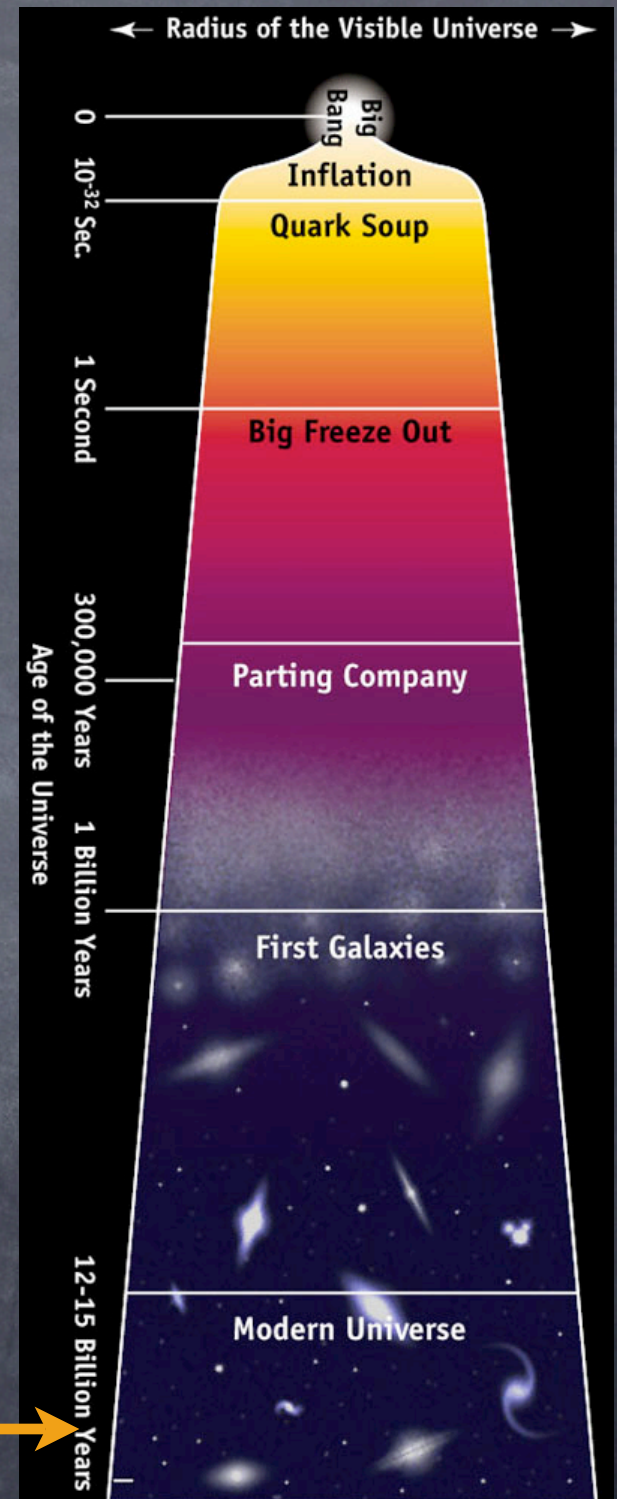 Radius of the Visible Universe
Big
Bang
0
Inflation
10-32 Sec.
Quark Soup
1 Second
Big Freeze Out
300,000 Years
Parting Company
Age of the Universe
1 Billion Years
First Galaxies
12-15 Billion Years
Modern Universe